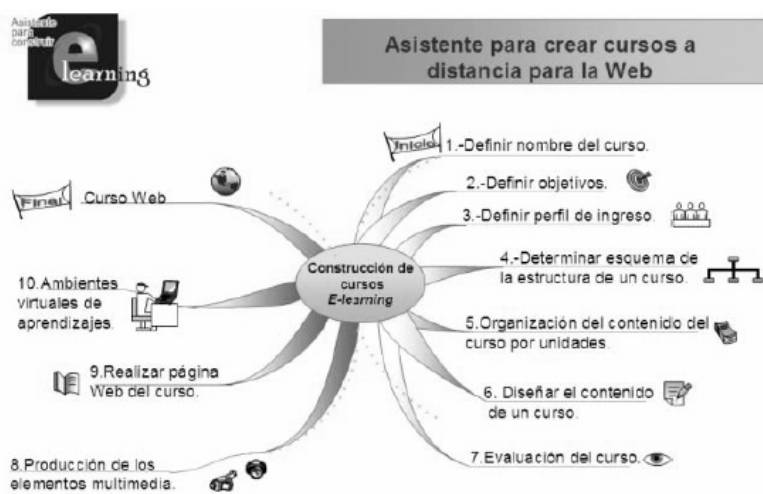 Asistente
para
construir
e
learning
Asistente para crear cursos a
distancia para la Web
Inicio
1.-Definir nombre del curso.
2.-Definir objetivos.
3.-Definir perfil de ingreso.
4.-Determinar esquema de
la estructura de un curso.
5.Organización del contenido del
curso por unidades.
6. Diseñar el contenido
de un curso.
7.Evaluación del curso.
8.Producción de los
elementos multimedia.
9.Realizar página
Web del curso.
10.Ambientes
virtuales de
aprendizajes.
Final
Curso Web
Construcción de
cursos
E-learning